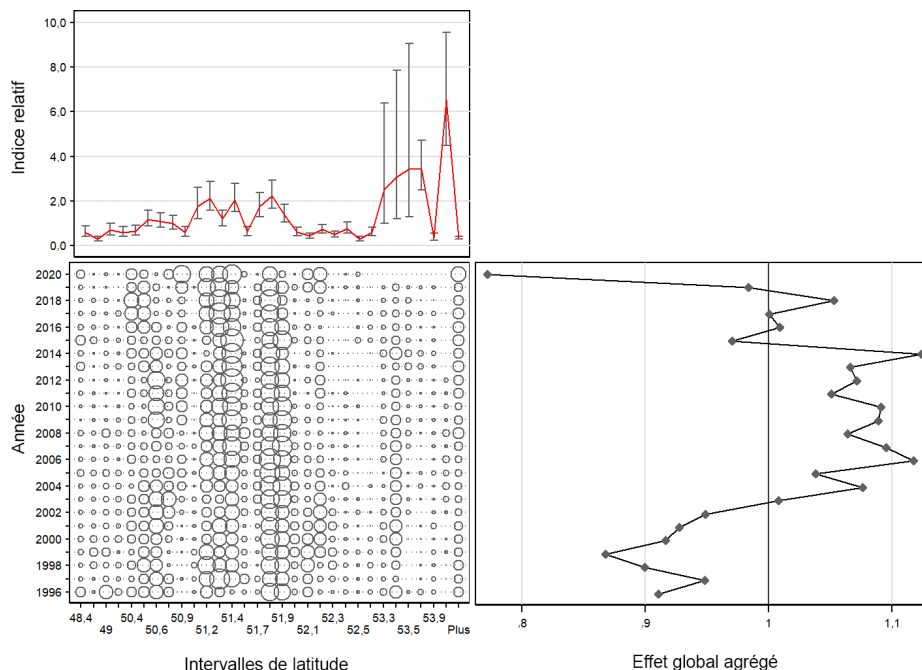 10,0
8,0
6,0
4,0
2,0
0,0
Indice relatif
2020
2018
2016
2014
2012
2010
2008
2006
2004
2002
2000
1998
1996
Année
48,4 50,4 50,9 51,4 51,9 52,3 53,3 53,9
49 50,6 51,2 51,7 52,1 52,5 53,5 Plus
Intervalles de latitude
,8 ,9 1 1,1
Effet global agrégé